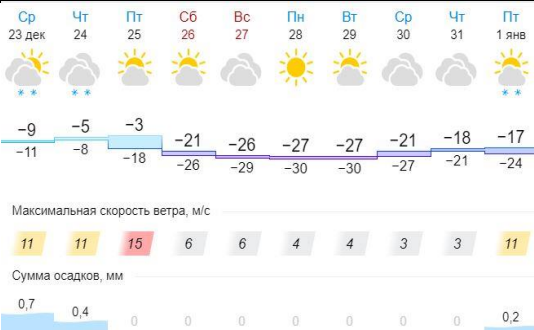 Ср Чт Пт Сб Вс Пн Вт Ср Чт Пт
23 дек 24 25 26 27 28 29 30 31 1 янв
−9 −5 −3 −21 −26 −27 −27 −21 −18 −17
−11 −8 −18 −26 −29 −30 −30 −27 −21 −24
Максимальная скорость ветра, м/с
11 11 15 6 6 4 4 3 3 11
Сумма осадков, мм
0,7 0,4 0 0 0 0 0 0 0 0,2